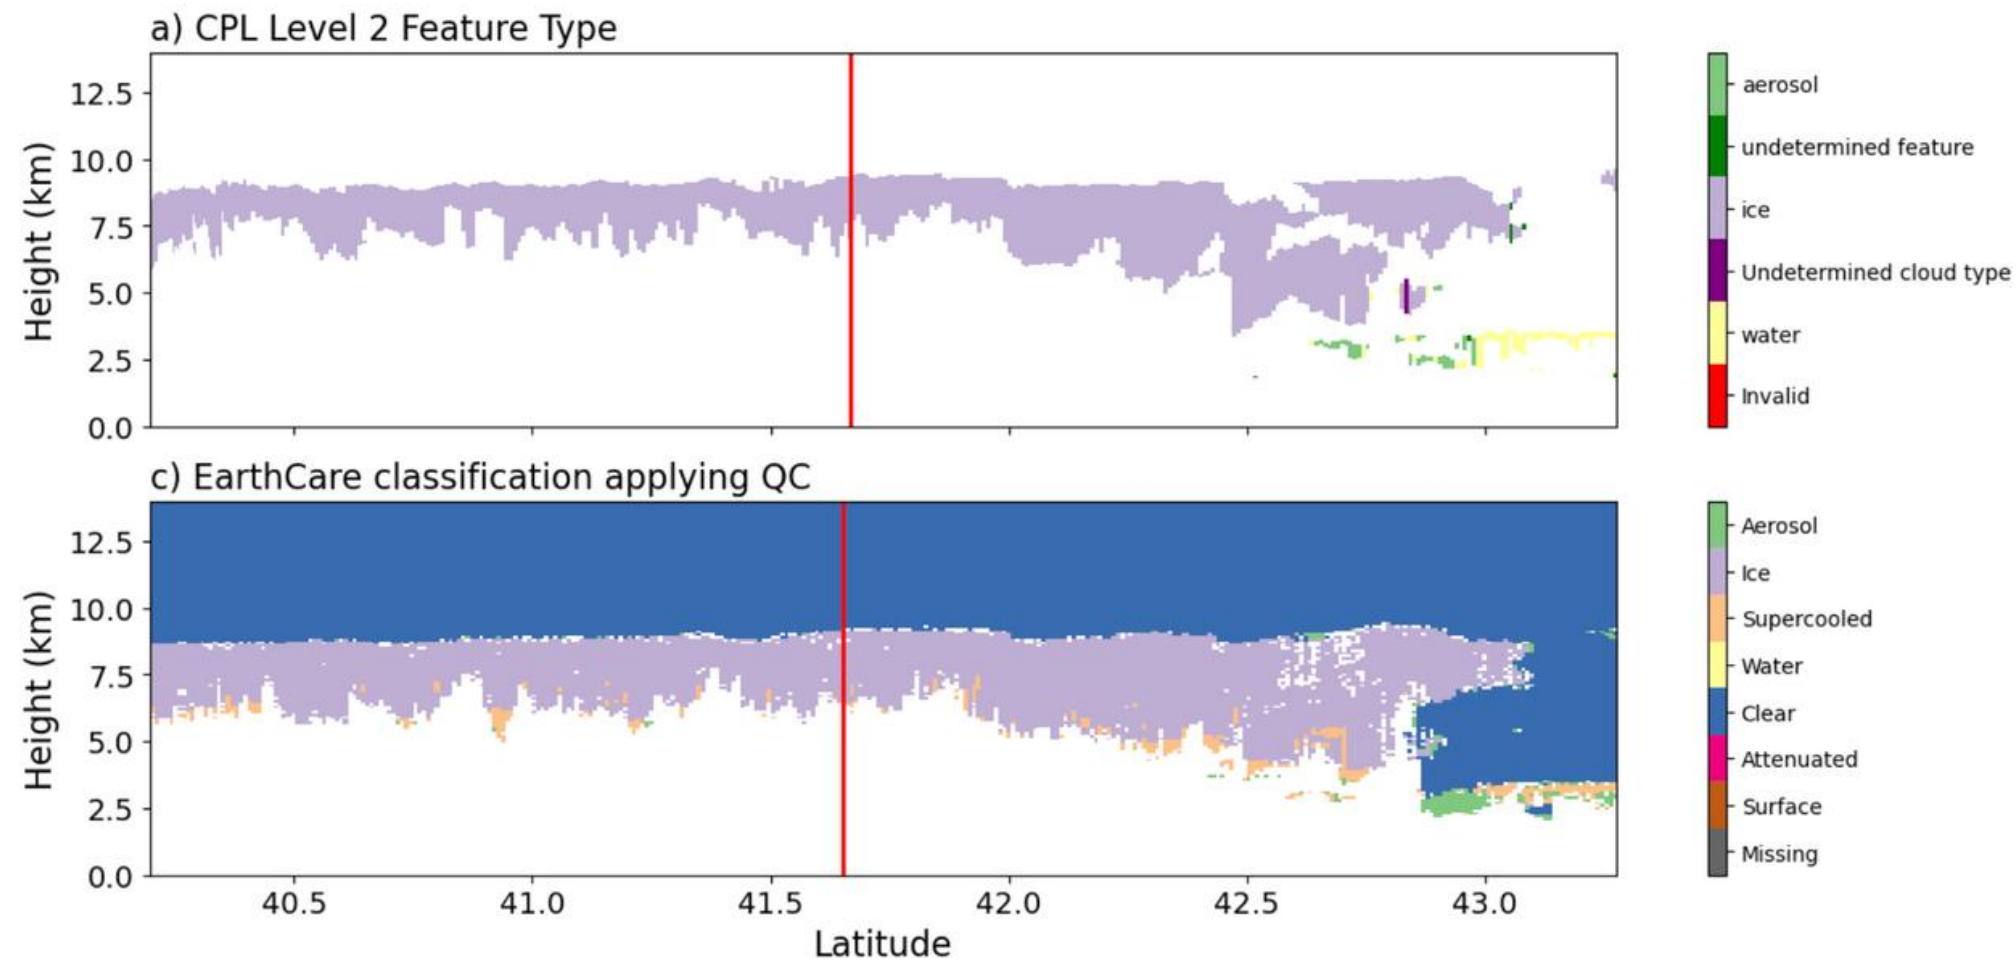 a) CPL Level 2 Feature Type
Height (km)
12.5
10.0
7.5
5.0
2.5
0.0
aerosol
undetermined feature
ice
Undetermined cloud type
water
Invalid
c) EarthCare classification applying QC
Height (km)
12.5
10.0
7.5
5.0
2.5
0.0
40.5 41.0 41.5 42.0 42.5 43.0
Latitude
Aerosol
Ice
Supercooled
Water
Clear
Attenuated
Surface
Missing